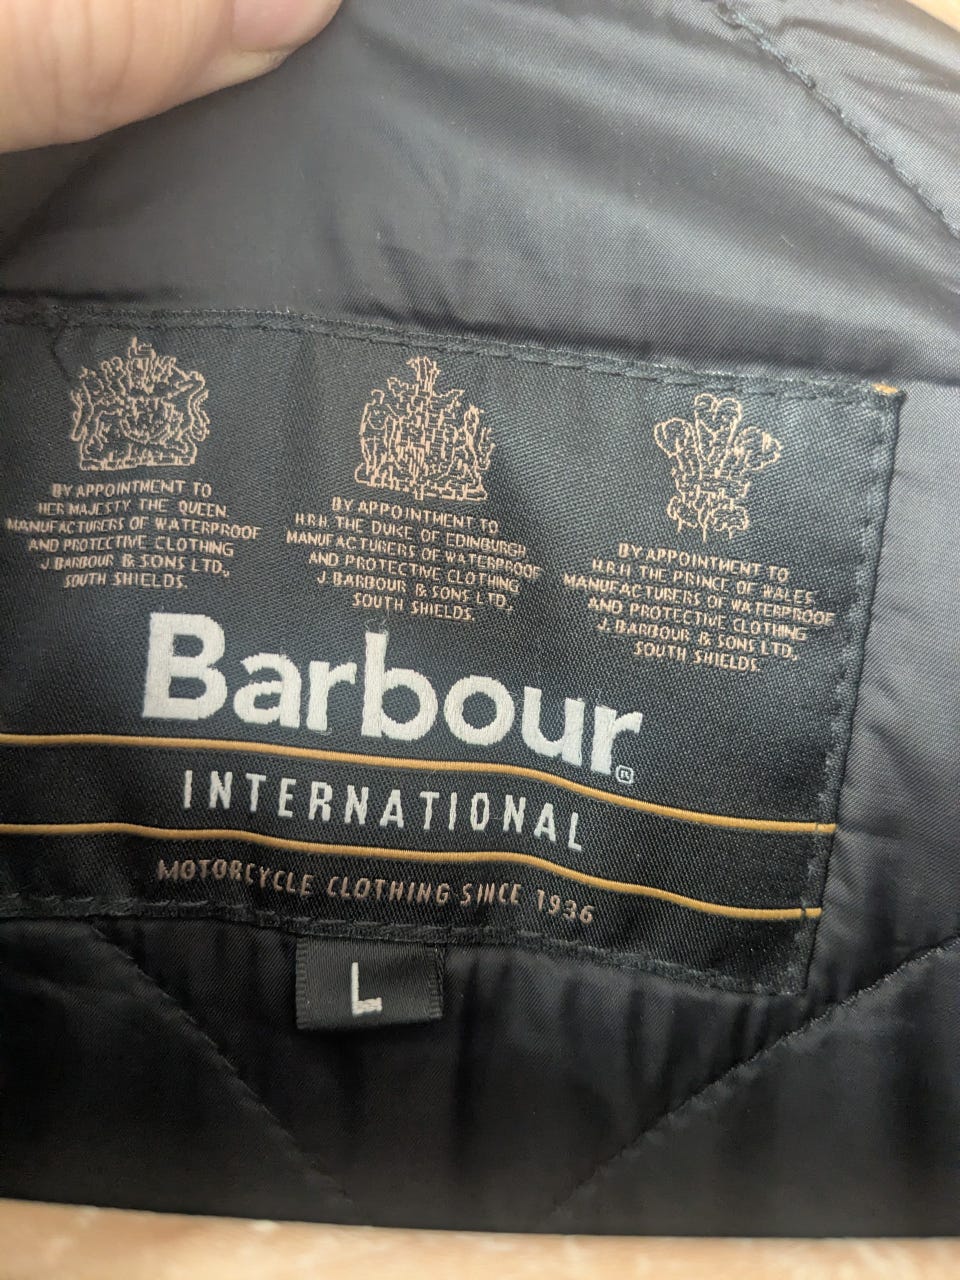 BY APPOINTMENT TO
HER MAJESTY THE QUEEN
MANUFACTURERS OF WATERPROOF
AND PROTECTIVE CLOTHING
J. BARBOUR & SONS LTD.,
SOUTH SHIELDS.
BY APPOINTMENT TO
H.R.H. THE DUKE OF EDINBURGH
MANUFACTURERS OF WATERPROOF
AND PROTECTIVE CLOTHING
J. BARBOUR & SONS LTD.,
SOUTH SHIELDS.
BY APPOINTMENT TO
H.R.H. THE PRINCE OF WALES
MANUFACTURERS OF WATERPROOF
AND PROTECTIVE CLOTHING
J. BARBOUR & SONS LTD.,
SOUTH SHIELDS.
Barbour®
INTERNATIONAL
MOTORCYCLE CLOTHING SINCE 1936
L